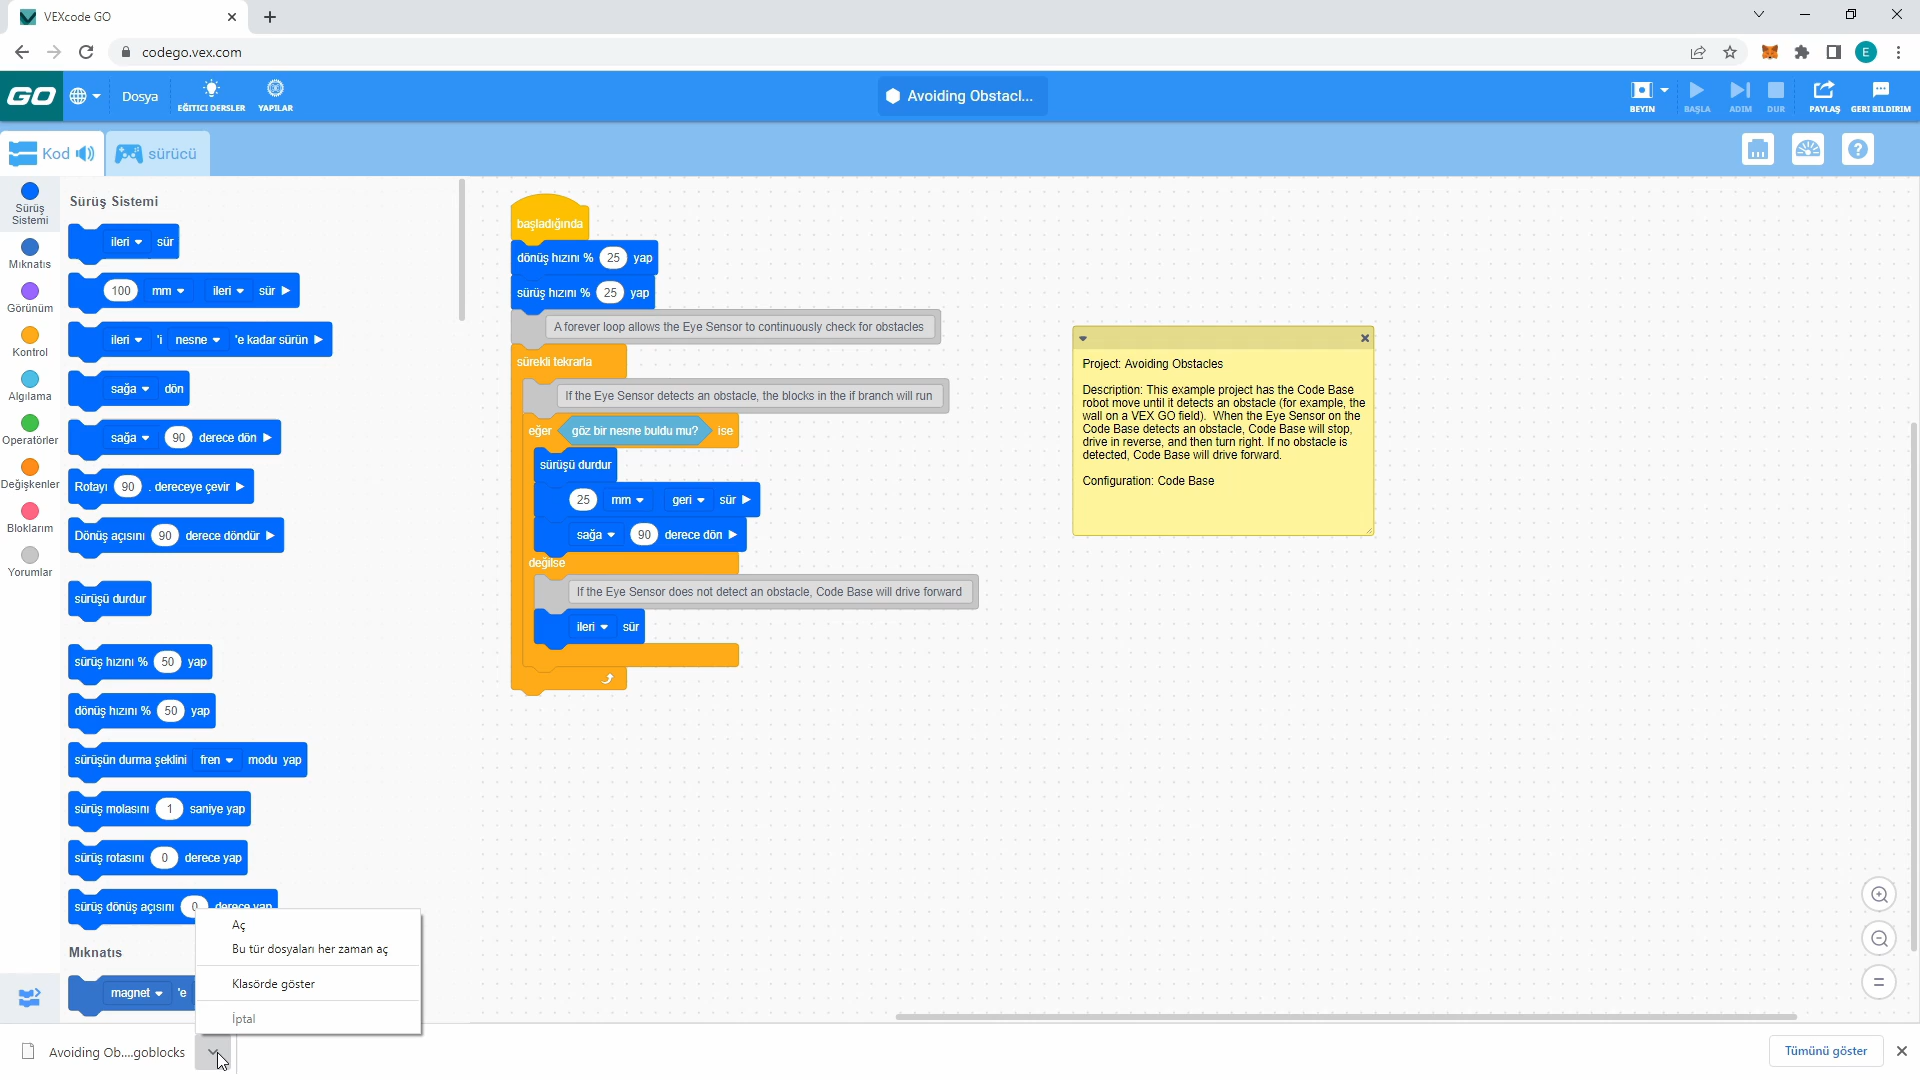 VEXcode GO
codego.vex.com
E
GO
Dosya
EĞİTİCİ DERSLER
YAPILAR
Avoiding Obstacl...
BEYİN
BAŞLA
ADIM
DUR
PAYLAŞ
GERİ BİLDİRİM
Kod
sürücü
Sürüş
Sistemi
Mıknatıs
Görünüm
Kontrol
Algılama
Operatörler
Değişkenler
Bloklarım
Yorumlar
Sürüş Sistemi
ileri sür
100 mm ileri sür
ileri 'i nesne 'e kadar sürün
sağa dön
sağa 90 derece dön
Rotayı 90 . dereceye çevir
Dönüş açısını 90 derece döndür
sürüşü durdur
sürüş hızını % 50 yap
dönüş hızını % 50 yap
sürüşün durma şeklini fren modu yap
sürüş molasını 1 saniye yap
sürüş rotasını 0 derece yap
sürüş dönüş açısını 0 derece yap
Mıknatıs
magnet 'e
başladığında
dönüş hızını % 25 yap
sürüş hızını % 25 yap
A forever loop allows the Eye Sensor to continuously check for obstacles
sürekli tekrarla
If the Eye Sensor detects an obstacle, the blocks in the if branch will run
eğer göz bir nesne buldu mu? ise
sürüşü durdur
25 mm geri sür
sağa 90 derece dön
değilse
If the Eye Sensor does not detect an obstacle, Code Base will drive forward
ileri sür
Project: Avoiding Obstacles
Description: This example project has the Code Base
robot move until it detects an obstacle (for example, the
wall on a VEX GO field). When the Eye Sensor on the
Code Base detects an obstacle, Code Base will stop,
drive in reverse, and then turn right. If no obstacle is
detected, Code Base will drive forward.
Configuration: Code Base
Aç
Bu tür dosyaları her zaman aç
Klasörde göster
İptal
Avoiding Ob....goblocks
Tümünü göster